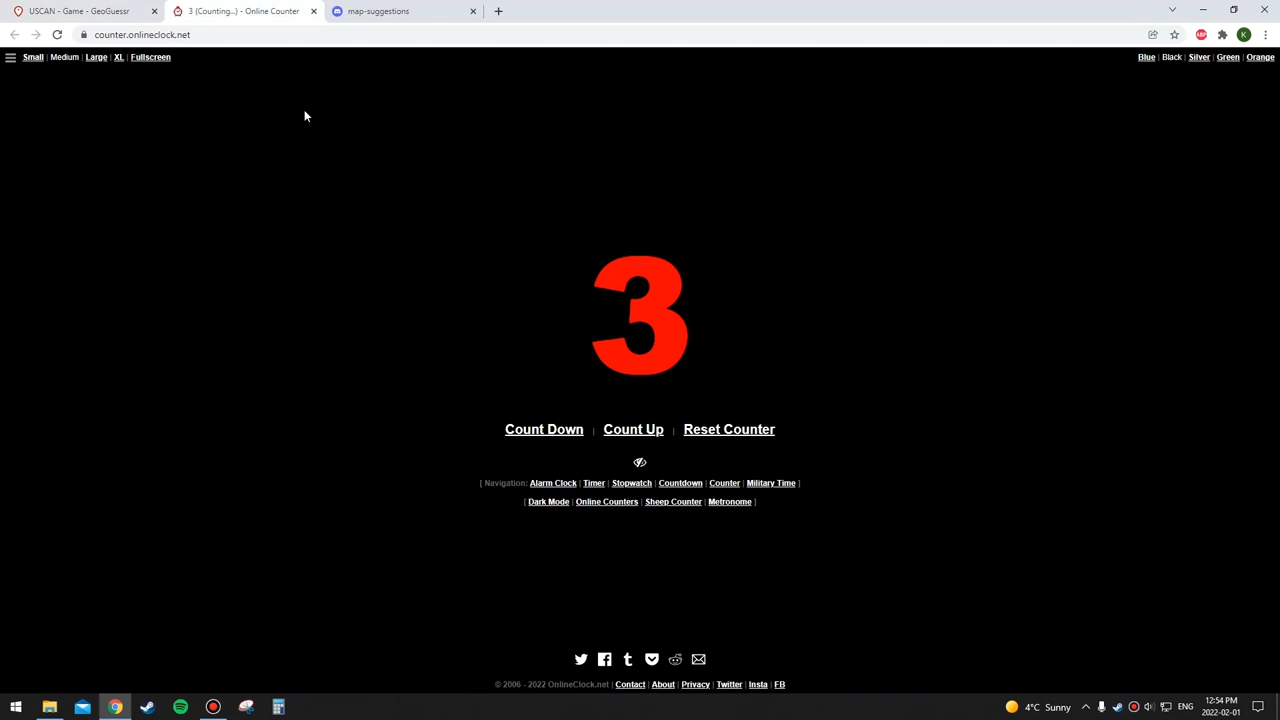 USCAN - Game - GeoGuessr
3 (Counting...) - Online Counter
map-suggestions
counter.onlineclock.net
ABP
K
Small | Medium | Large | XL | Fullscreen
Blue | Black | Silver | Green | Orange
3
Count Down | Count Up | Reset Counter
[ Navigation: Alarm Clock | Timer | Stopwatch | Countdown | Counter | Military Time ]
[ Dark Mode | Online Counters | Sheep Counter | Metronome ]
© 2006 - 2022 OnlineClock.net | Contact | About | Privacy | Twitter | Insta | FB
4°C Sunny
ENG
12:54 PM
2022-02-01